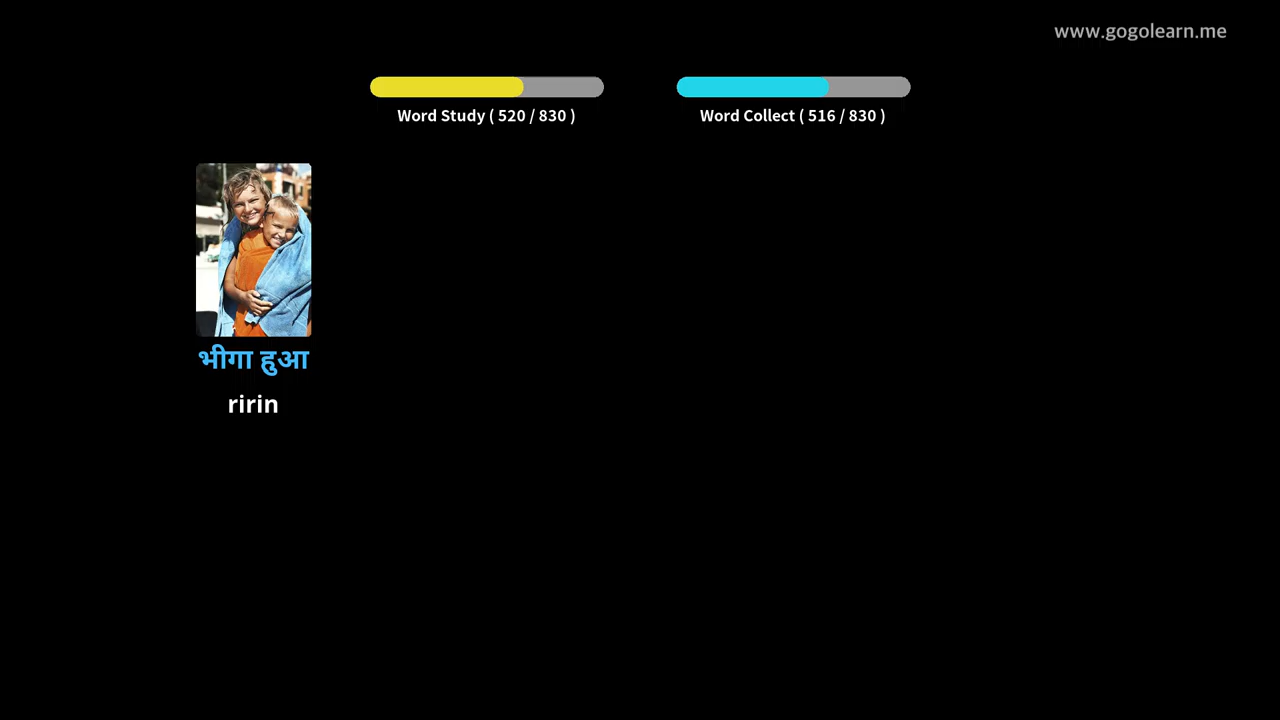 www.gogolearn.me
Word Study ( 520 / 830 )
Word Collect ( 516 / 830 )
भीगा हुआ
ririn